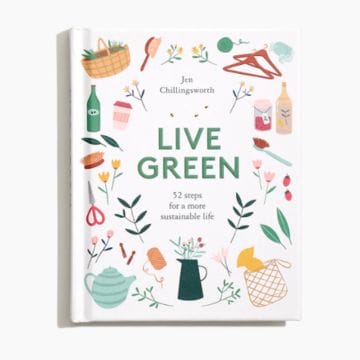 Jen
Chillingsworth
LIVE
GREEN
52 steps
for a more
sustainable life